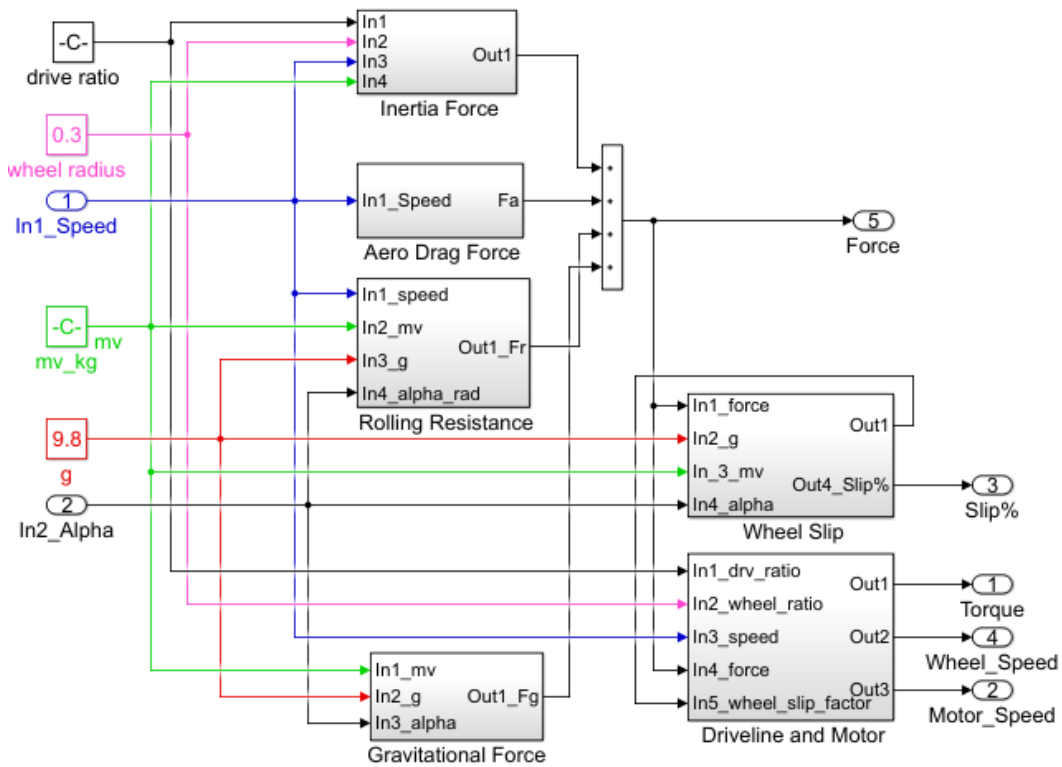 -C-
drive ratio
0.3
wheel radius
1
In1_Speed
-C-
mv
mv_kg
9.8
g
2
In2_Alpha
In1
In2
In3
In4
Out1
Inertia Force
In1_Speed
Fa
Aero Drag Force
In1_speed
In2_mv
In3_g
In4_alpha_rad
Out1_Fr
Rolling Resistance
In1_mv
In2_g
In3_alpha
Out1_Fg
Gravitational Force
+
+
+
+
5
Force
In1_force
In2_g
In_3_mv
In4_alpha
Out1
Out4_Slip%
Wheel Slip
3
Slip%
In1_drv_ratio
In2_wheel_ratio
In3_speed
In4_force
In5_wheel_slip_factor
Out1
Out2
Out3
Driveline and Motor
1
Torque
4
Wheel_Speed
2
Motor_Speed